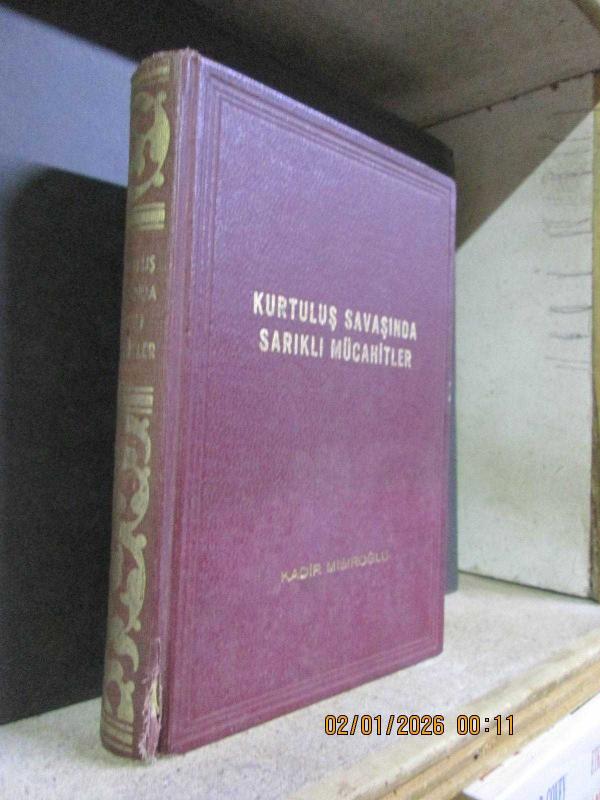 KURTULUŞ SAVAŞINDA
SARIKLI MÜCAHİTLER
KADİR MISIROĞLU
02/01/2026 00:11